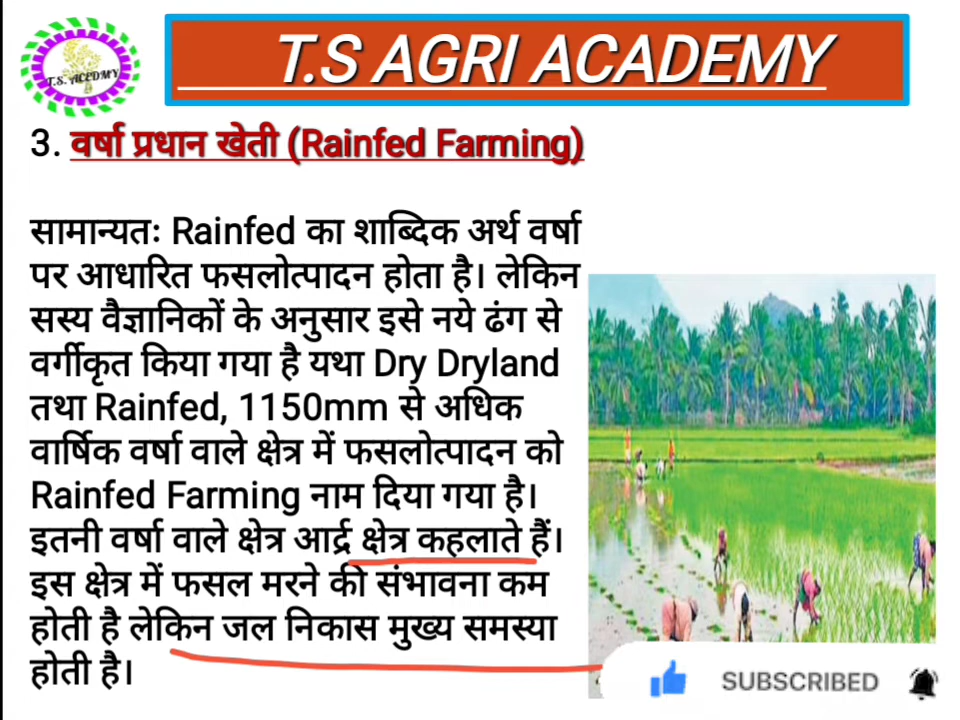 T.S. ACEDMY
T.S AGRI ACADEMY
3. वर्षा प्रधान खेती (Rainfed Farming)
सामान्यतः Rainfed का शाब्दिक अर्थ वर्षा
पर आधारित फसलोत्पादन होता है। लेकिन
सस्य वैज्ञानिकों के अनुसार इसे नये ढंग से
वर्गीकृत किया गया है यथा Dry Dryland
तथा Rainfed, 1150mm से अधिक
वार्षिक वर्षा वाले क्षेत्र में फसलोत्पादन को
Rainfed Farming नाम दिया गया है।
इतनी वर्षा वाले क्षेत्र आर्द्र क्षेत्र कहलाते हैं।
इस क्षेत्र में फसल मरने की संभावना कम
होती है लेकिन जल निकास मुख्य समस्या
होती है।
SUBSCRIBED